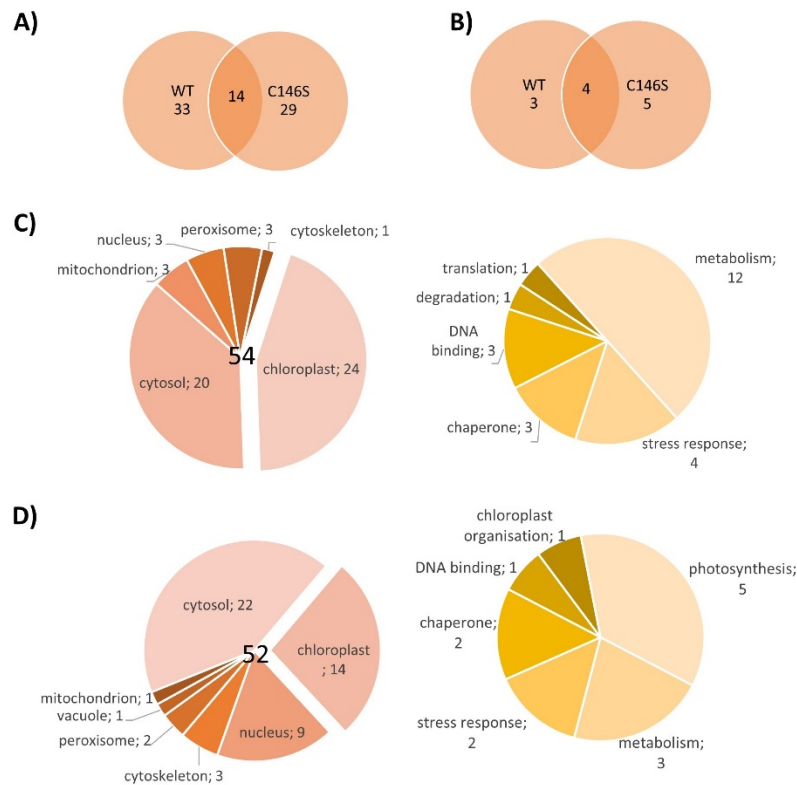 A)
WT
33
14
C146S
29
B)
WT
3
4
C146S
5
C)
peroxisome; 3
cytoskeleton; 1
nucleus; 3
mitochondrion; 3
54
cytosol; 20
chloroplast; 24
translation; 1
degradation; 1
DNA
binding; 3
chaperone; 3
metabolism;
12
stress response;
4
D)
cytosol; 22
52
chloroplast
; 14
mitochondrion; 1
vacuole; 1
peroxisome; 2
cytoskeleton; 3
nucleus; 9
chloroplast
organisation; 1
DNA binding; 1
chaperone;
2
stress response;
2
photosynthesis;
5
metabolism;
3